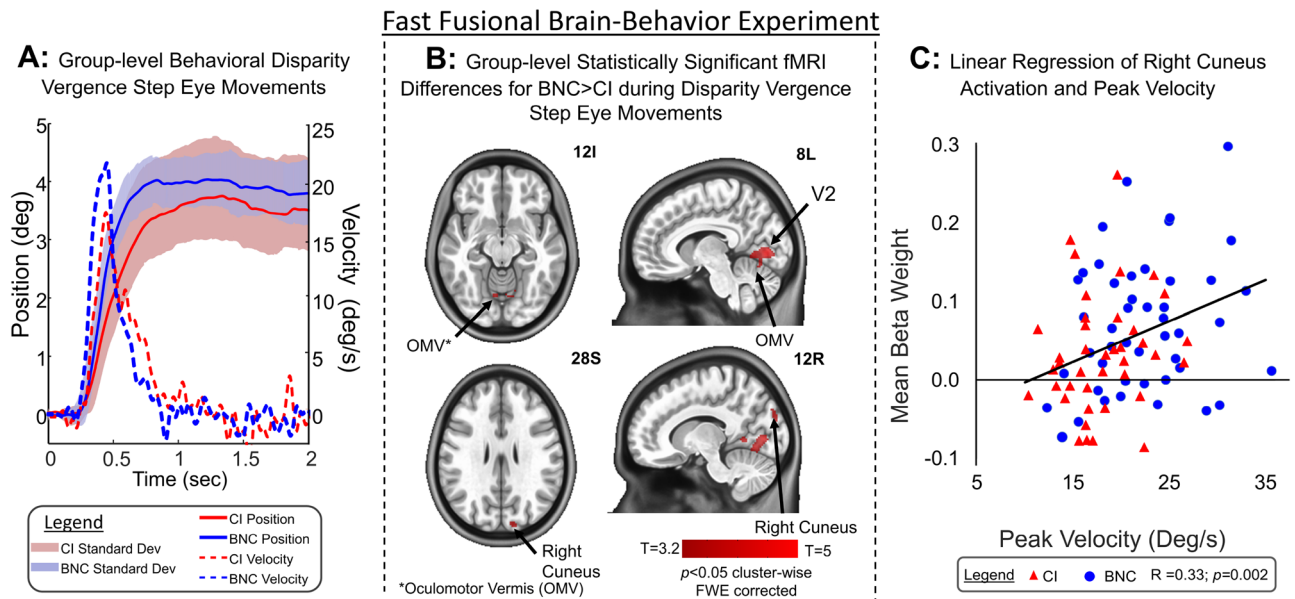 Fast Fusional Brain-Behavior Experiment
A: Group-level Behavioral Disparity
Vergence Step Eye Movements
5
4
3
2
1
0
Position (deg)
25
20
15
10
5
0
Velocity (deg/s)
0
0.5
1
1.5
2
Time (sec)
Legend
CI Standard Dev
BNC Standard Dev
CI Position
BNC Position
CI Velocity
BNC Velocity
B: Group-level Statistically Significant fMRI
Differences for BNC>CI during Disparity Vergence
Step Eye Movements
12I
8L
V2
OMV*
OMV
28S
12R
Right
Cuneus
Right Cuneus
T=3.2
T=5
p<0.05 cluster-wise
FWE corrected
*Oculomotor Vermis (OMV)
C: Linear Regression of Right Cuneus
Activation and Peak Velocity
0.3
0.2
0.1
0.0
-0.1
Mean Beta Weight
5
15
25
35
Peak Velocity (Deg/s)
Legend CI BNC R =0.33; p=0.002